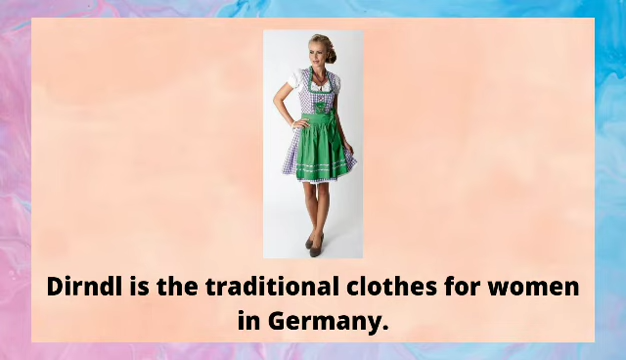 Dirndl is the traditional clothes for women
in Germany.